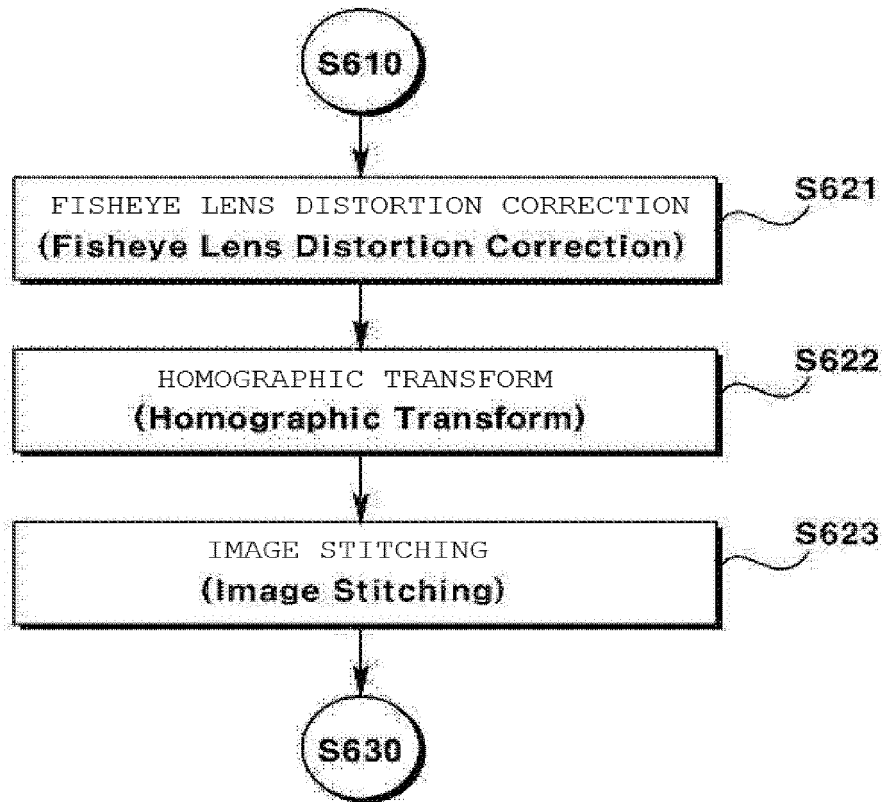 S610
FISHEYE LENS DISTORTION CORRECTION
(Fisheye Lens Distortion Correction)
S621
HOMOGRAPHIC TRANSFORM
(Homographic Transform)
S622
IMAGE STITCHING
(Image Stitching)
S623
S630